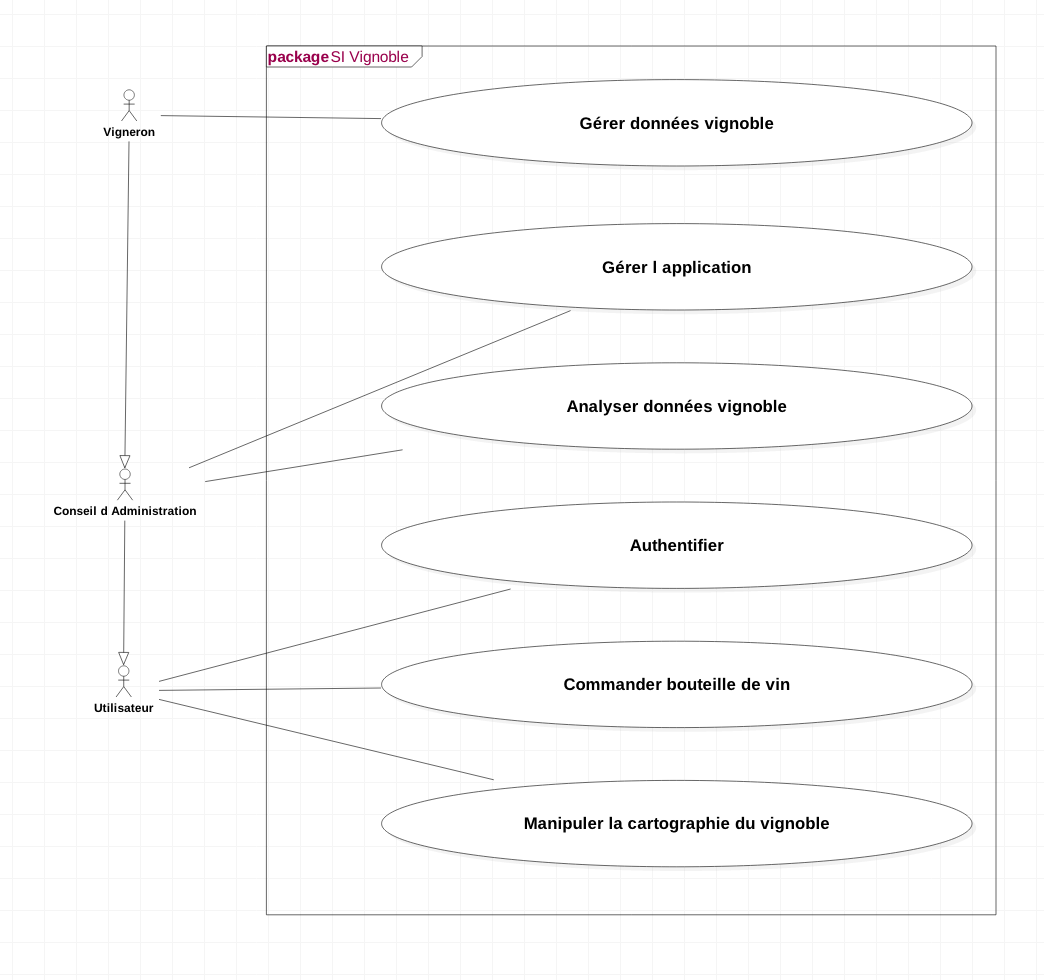 package SI Vignoble
Vigneron
Gérer données vignoble
Gérer l application
Analyser données vignoble
Conseil d Administration
Authentifier
Commander bouteille de vin
Utilisateur
Manipuler la cartographie du vignoble